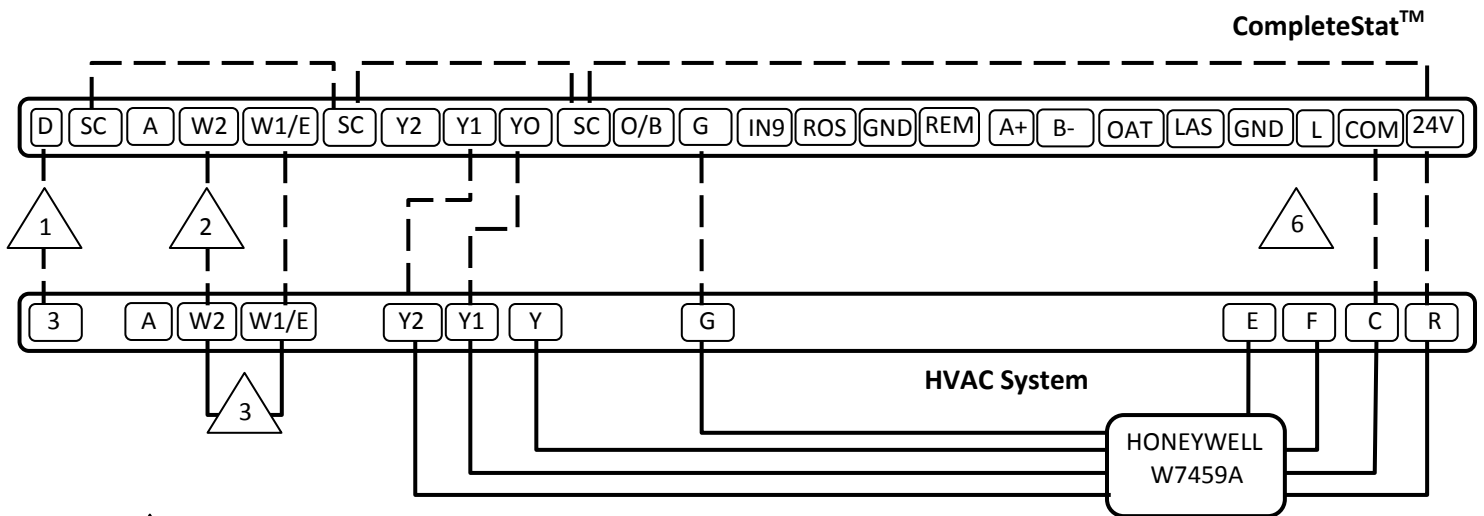 CompleteStat™
D SC A W2 W1/E SC Y2 Y1 YO SC O/B G IN9 ROS GND REM A+ B- OAT LAS GND L COM 24V
1 2 6
3 A W2 W1/E Y2 Y1 Y G E F C R
HVAC System
3
HONEYWELL
W7459A